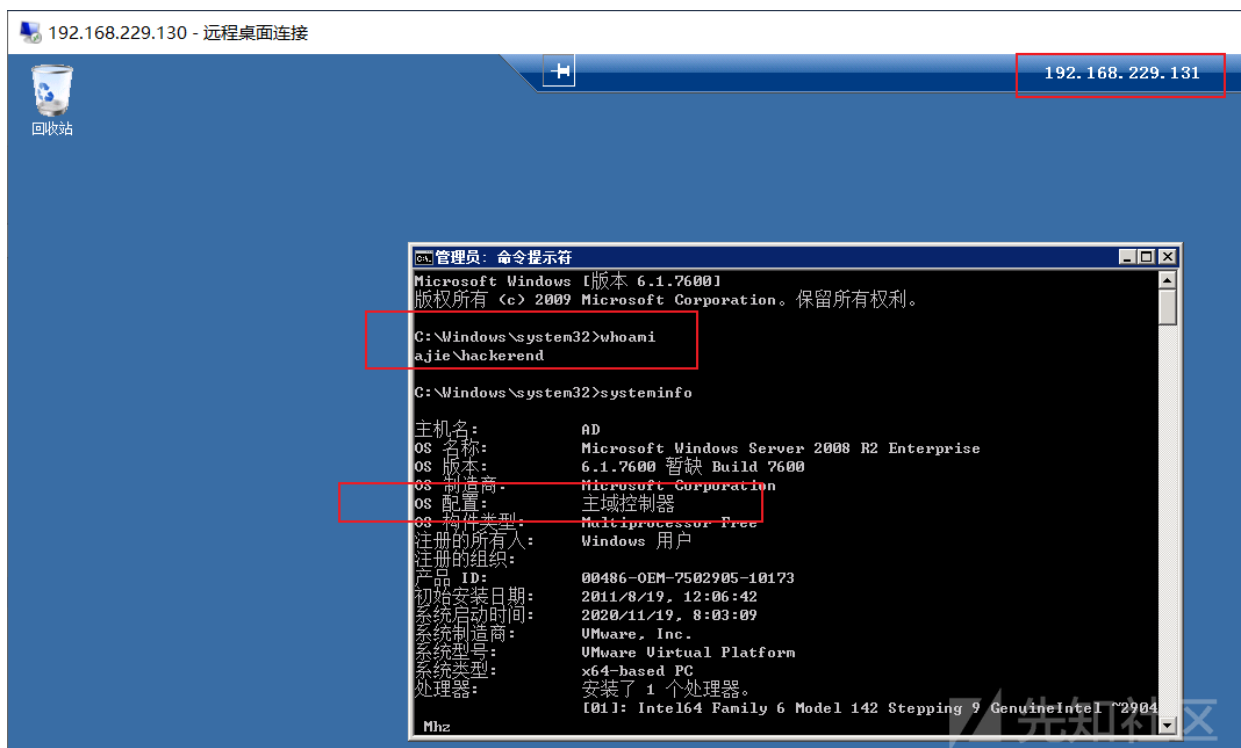 192.168.229.130 - 远程桌面连接
192.168.229.131
回收站
管理员: 命令提示符
Microsoft Windows [版本 6.1.7600]
版权所有 (c) 2009 Microsoft Corporation。保留所有权利。
C:\Windows\system32>whoami
ajie\hackerend
C:\Windows\system32>systeminfo
主机名: AD
OS 名称: Microsoft Windows Server 2008 R2 Enterprise
OS 版本: 6.1.7600 暂缺 Build 7600
OS 制造商: Microsoft Corporation
OS 配置: 主域控制器
OS 构件类型: Multiprocessor Free
注册的所有人: Windows 用户
注册的组织:
产品 ID: 00486-OEM-7502905-10173
初始安装日期: 2011/8/19, 12:06:42
系统启动时间: 2020/11/19, 8:03:09
系统制造商: VMware, Inc.
系统型号: VMware Virtual Platform
系统类型: x64-based PC
处理器: 安装了 1 个处理器。
[01]: Intel64 Family 6 Model 142 Stepping 9 GenuineIntel ~2904
Mhz
先知社区